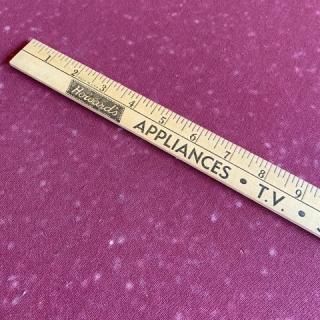 1 2 3 4 5 6 7 8 9
Howard's APPLIANCES • T.V. •